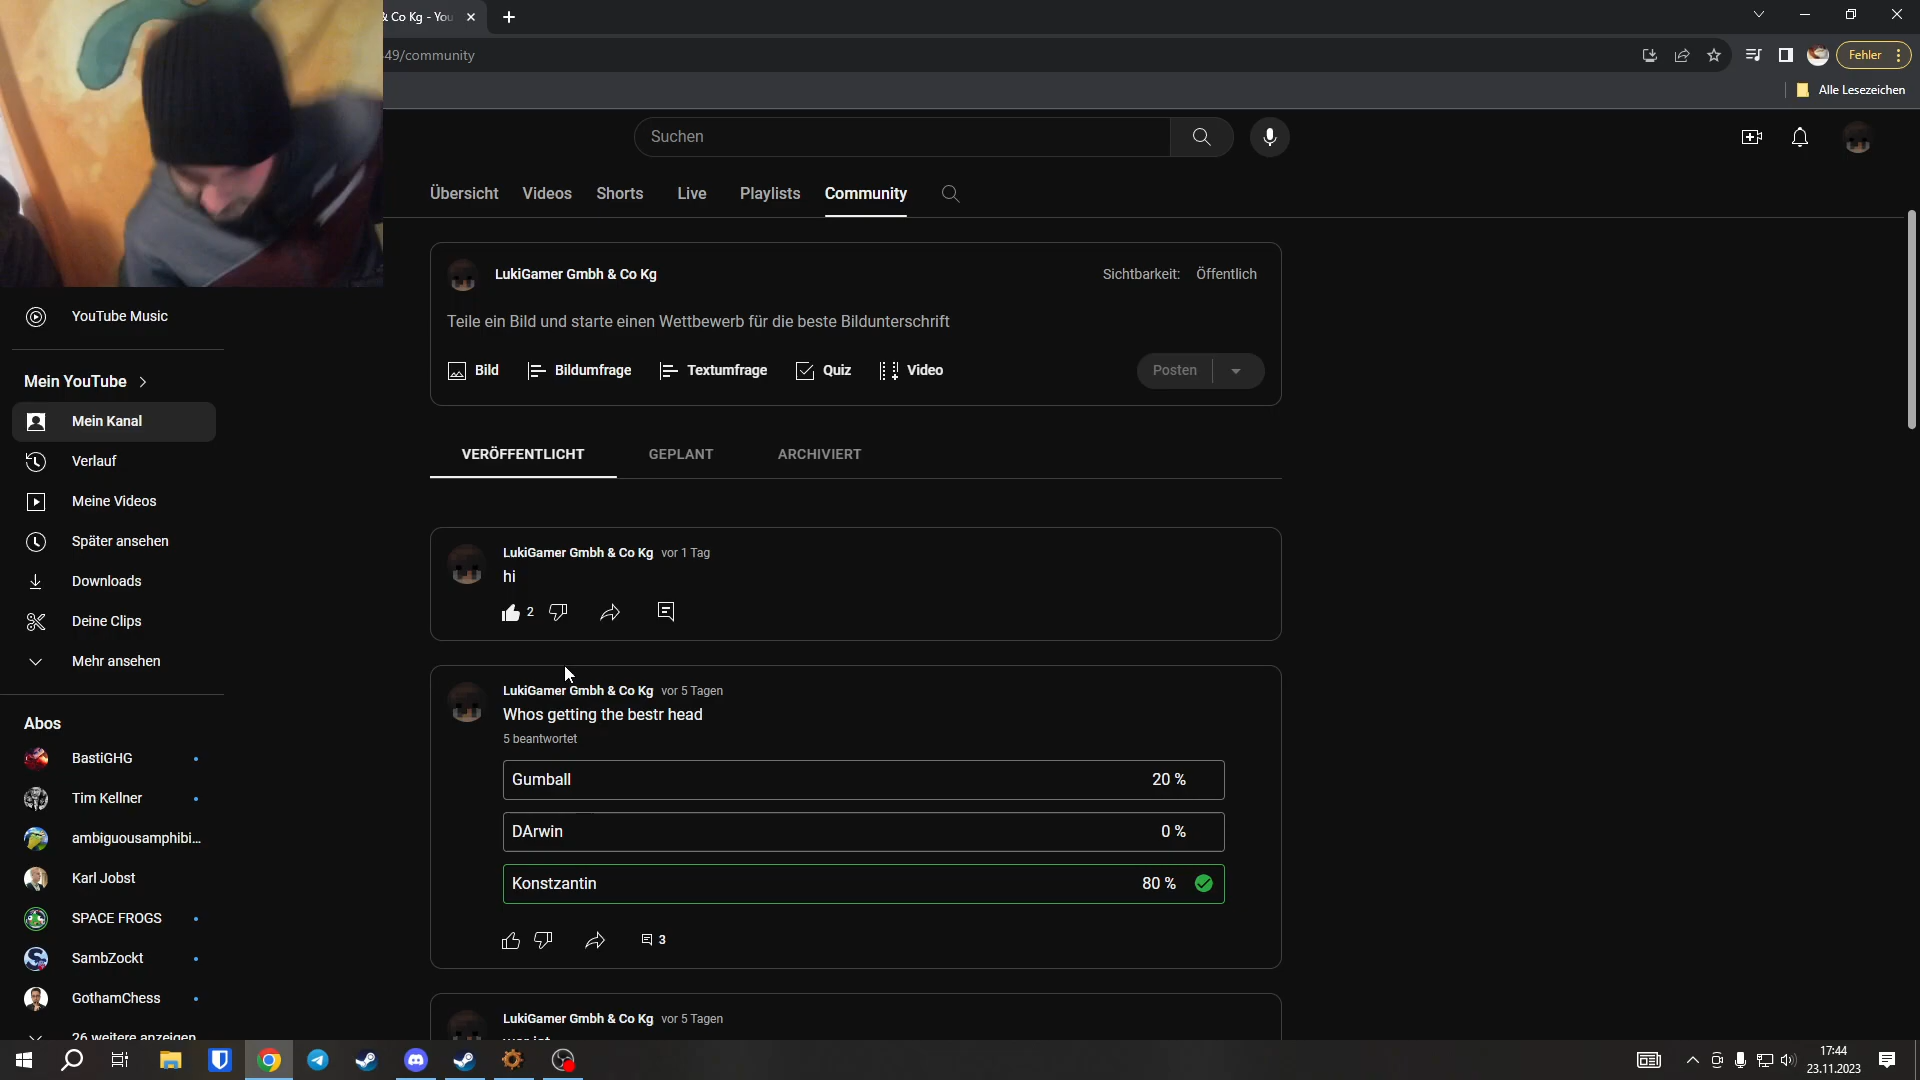 & Co Kg - You
49/community
Fehler
Alle Lesezeichen
Suchen
Übersicht
Videos
Shorts
Live
Playlists
Community
LukiGamer Gmbh & Co Kg
Sichtbarkeit: Öffentlich
Teile ein Bild und starte einen Wettbewerb für die beste Bildunterschrift
Bild
Bildumfrage
Textumfrage
Quiz
Video
Posten
VERÖFFENTLICHT
GEPLANT
ARCHIVIERT
LukiGamer Gmbh & Co Kg vor 1 Tag
hi
2
LukiGamer Gmbh & Co Kg vor 5 Tagen
Whos getting the bestr head
5 beantwortet
Gumball 20 %
DArwin 0 %
Konstzantin 80 %
3
LukiGamer Gmbh & Co Kg vor 5 Tagen
YouTube Music
Mein YouTube
Mein Kanal
Verlauf
Meine Videos
Später ansehen
Downloads
Deine Clips
Mehr ansehen
Abos
BastiGHG
Tim Kellner
ambiguousamphibi...
Karl Jobst
SPACE FROGS
SambZockt
GothamChess
26 weitere anzeigen
17:44
23.11.2023